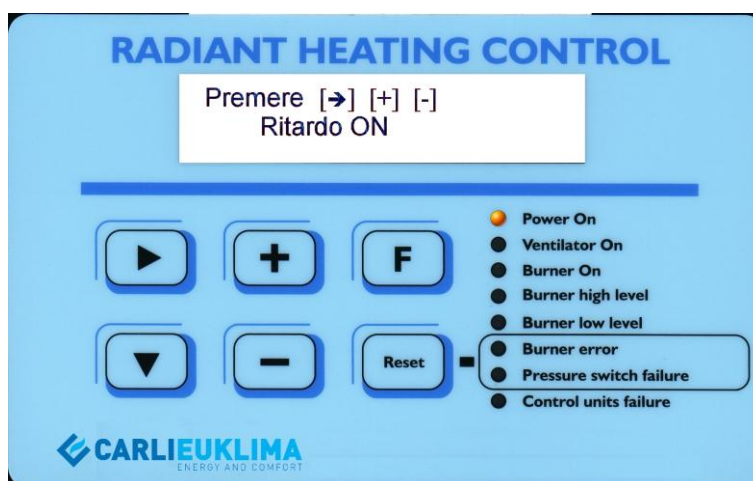 RADIANT HEATING CONTROL
Premere [➔] [+] [-]
Ritardo ON
F
Reset
Power On
Ventilator On
Burner On
Burner high level
Burner low level
Burner error
Pressure switch failure
Control units failure
CARLIEUKLIMA
ENERGY AND COMFORT